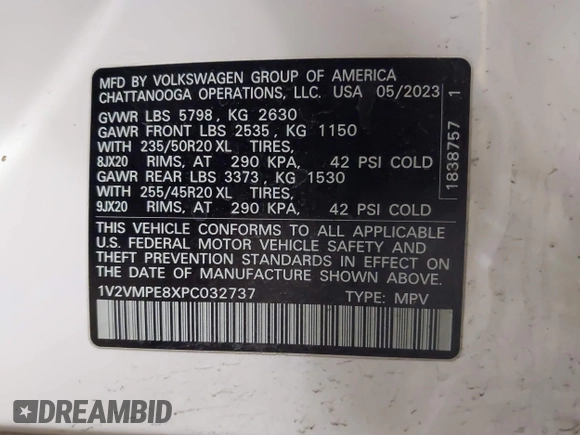 MFD BY VOLKSWAGEN GROUP OF AMERICA
CHATTANOOGA OPERATIONS, LLC. USA 05/2023
GVWR LBS 5798 , KG 2630
GAWR FRONT LBS 2535 , KG 1150
WITH 235/50R20 XL TIRES,
8JX20 RIMS, AT 290 KPA, 42 PSI COLD
GAWR REAR LBS 3373 , KG 1530
WITH 255/45R20 XL TIRES,
9JX20 RIMS, AT 290 KPA, 42 PSI COLD
THIS VEHICLE CONFORMS TO ALL APPLICABLE
U.S. FEDERAL MOTOR VEHICLE SAFETY AND
THEFT PREVENTION STANDARDS IN EFFECT ON
THE DATE OF MANUFACTURE SHOWN ABOVE.
1V2VMPE8XPC032737 TYPE: MPV
1838757 1
DREAMBID